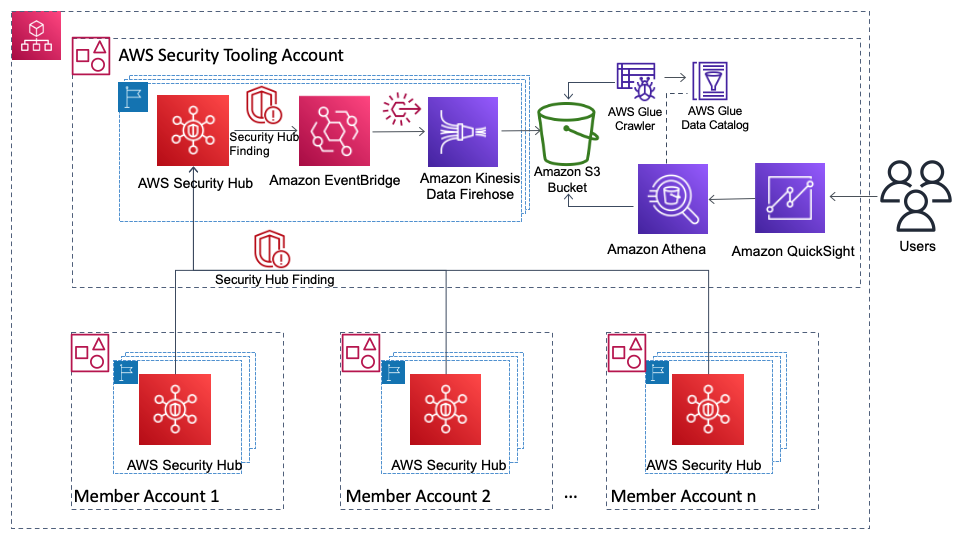 AWS Security Tooling Account
Security Hub
Finding
AWS Security Hub
Amazon EventBridge
Amazon Kinesis
Data Firehose
Amazon S3
Bucket
AWS Glue
Crawler
AWS Glue
Data Catalog
Amazon Athena
Amazon QuickSight
Users
Security Hub Finding
AWS Security Hub
Member Account 1
AWS Security Hub
Member Account 2
...
AWS Security Hub
Member Account n